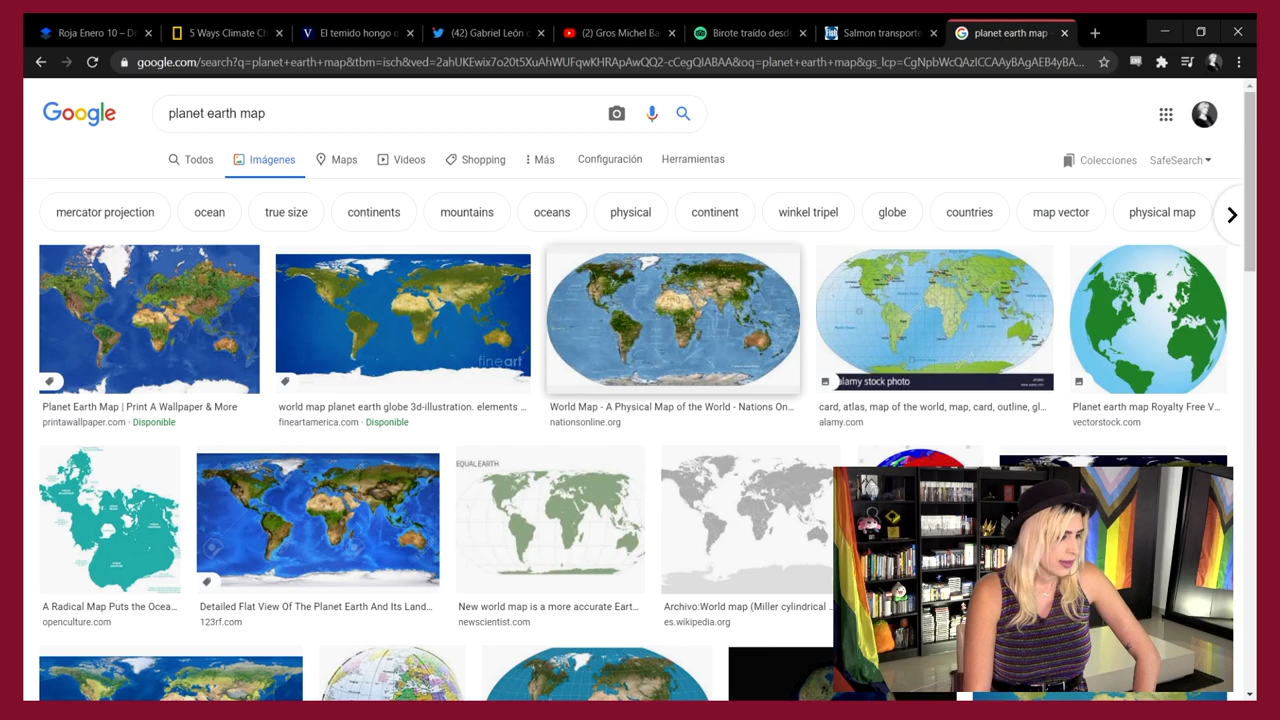 Roja Enero 10 – Di
5 Ways Climate Ch
El temido hongo q
(42) Gabriel León
(2) Gros Michel Ba
Birote traído desd
Salmon transporte
planet earth map -
google.com/search?q=planet+earth+map&tbm=isch&ved=2ahUKEwix7o20t5XuAhWUFqwKHRApAwQQ2-cCegQIABAA&oq=planet+earth+map&gs_lcp=CgNpbWcQAzICCAAyBAgAEB4yBA...
Google
planet earth map
Todos
Imágenes
Maps
Videos
Shopping
Más
Configuración
Herramientas
Colecciones
SafeSearch
mercator projection
ocean
true size
continents
mountains
oceans
physical
continent
winkel tripel
globe
countries
map vector
physical map
fineart
alamy stock photo
Planet Earth Map | Print A Wallpaper & More
printawallpaper.com · Disponible
world map planet earth globe 3d-illustration. elements ...
fineartamerica.com · Disponible
World Map - A Physical Map of the World - Nations On...
nationsonline.org
card, atlas, map of the world, map, card, outline, gl...
alamy.com
Planet earth map Royalty Free V...
vectorstock.com
EQUAL EARTH
A Radical Map Puts the Ocea...
openculture.com
Detailed Flat View Of The Planet Earth And Its Land...
123rf.com
New world map is a more accurate Eart...
newscientist.com
Archivo:World map (Miller cylindrical
es.wikipedia.org